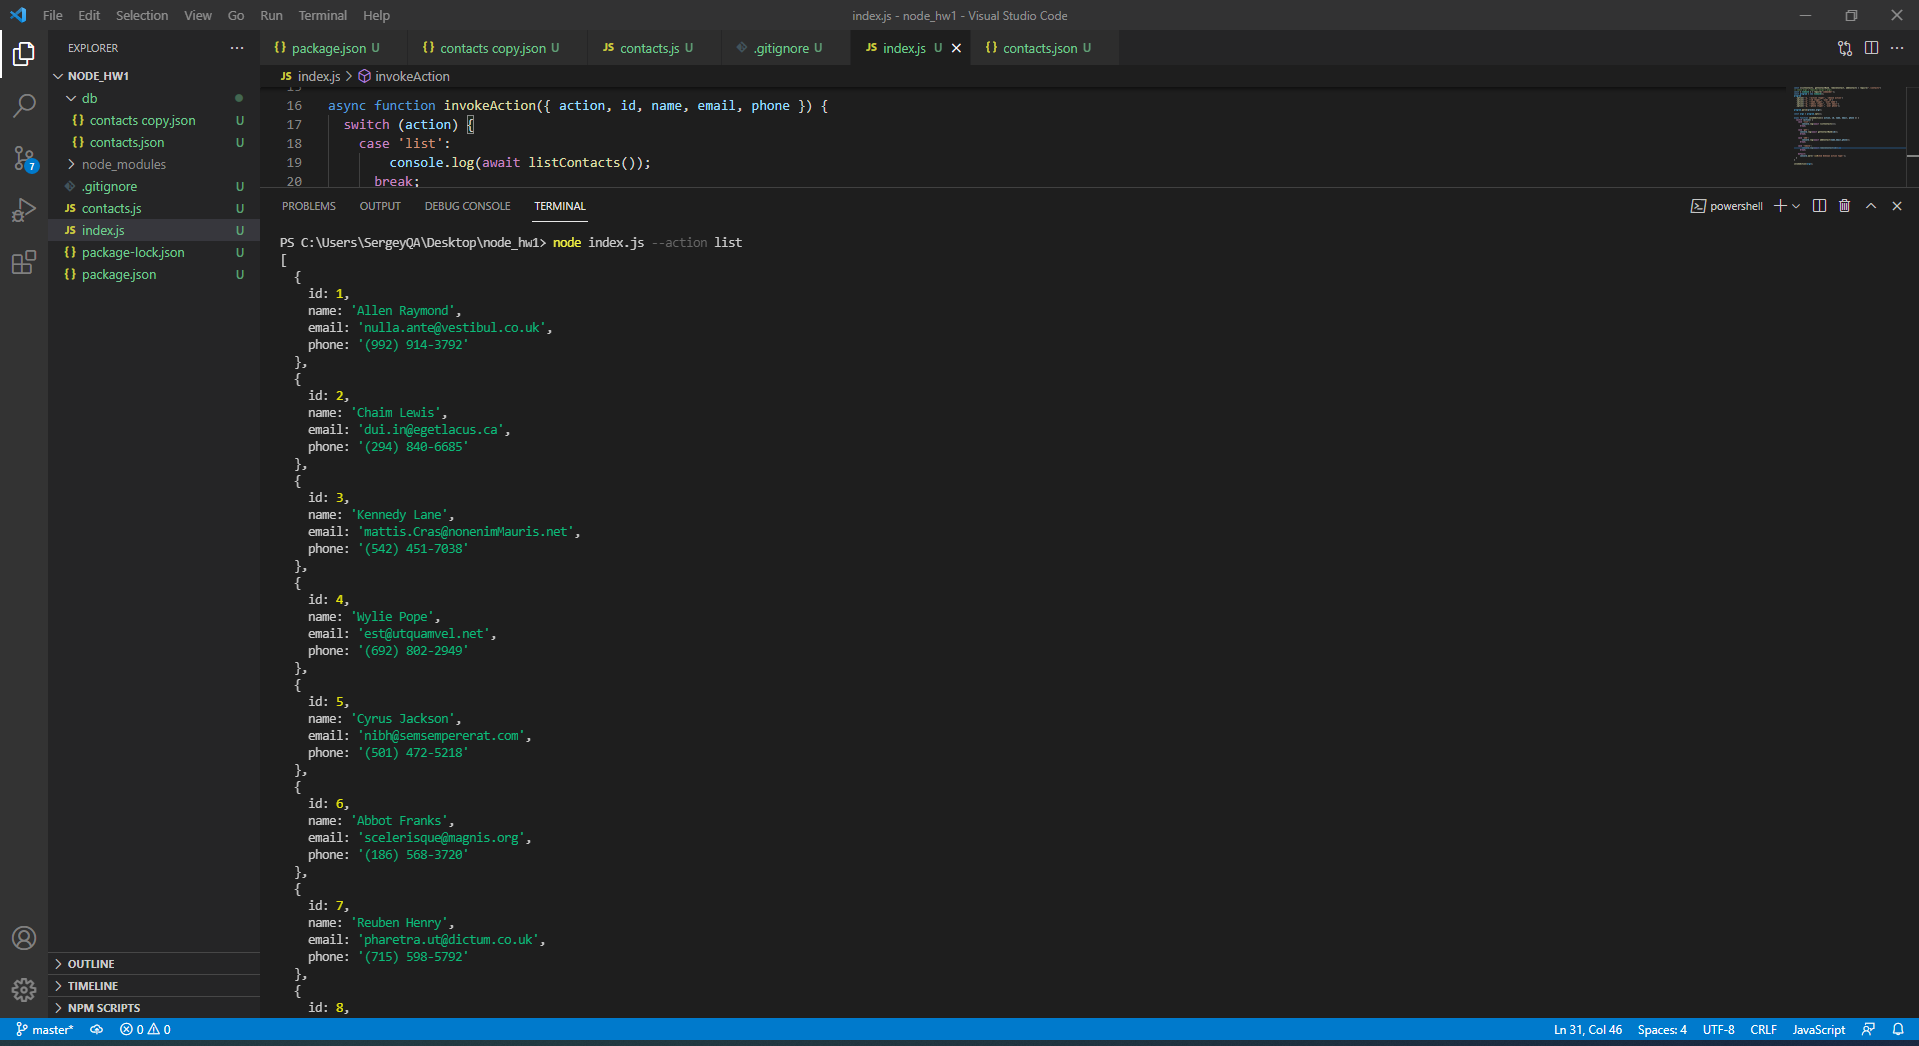 File Edit Selection View Go Run Terminal Help
index.js - node_hw1 - Visual Studio Code
EXPLORER
NODE_HW1
db
contacts copy.json U
contacts.json U
node_modules
.gitignore U
contacts.js U
index.js U
package-lock.json U
package.json U
OUTLINE
TIMELINE
NPM SCRIPTS
7
package.json U
contacts copy.json U
contacts.js U
.gitignore U
index.js U
contacts.json U
index.js > invokeAction
15
16 async function invokeAction({ action, id, name, email, phone }) {
17 switch (action) {
18 case 'list':
19 console.log(await listContacts());
20 break;
PROBLEMS OUTPUT DEBUG CONSOLE TERMINAL
powershell
PS C:\Users\SergeyQA\Desktop\node_hw1> node index.js --action list
[
{
id: 1,
name: 'Allen Raymond',
email: 'nulla.ante@vestibul.co.uk',
phone: '(992) 914-3792'
},
{
id: 2,
name: 'Chaim Lewis',
email: 'dui.in@egetlacus.ca',
phone: '(294) 840-6685'
},
{
id: 3,
name: 'Kennedy Lane',
email: 'mattis.Cras@nonenimMauris.net',
phone: '(542) 451-7038'
},
{
id: 4,
name: 'Wylie Pope',
email: 'est@utquamvel.net',
phone: '(692) 802-2949'
},
{
id: 5,
name: 'Cyrus Jackson',
email: 'nibh@semsempererat.com',
phone: '(501) 472-5218'
},
{
id: 6,
name: 'Abbot Franks',
email: 'scelerisque@magnis.org',
phone: '(186) 568-3720'
},
{
id: 7,
name: 'Reuben Henry',
email: 'pharetra.ut@dictum.co.uk',
phone: '(715) 598-5792'
},
{
id: 8,
master* 0 0
Ln 31, Col 46 Spaces: 4 UTF-8 CRLF JavaScript